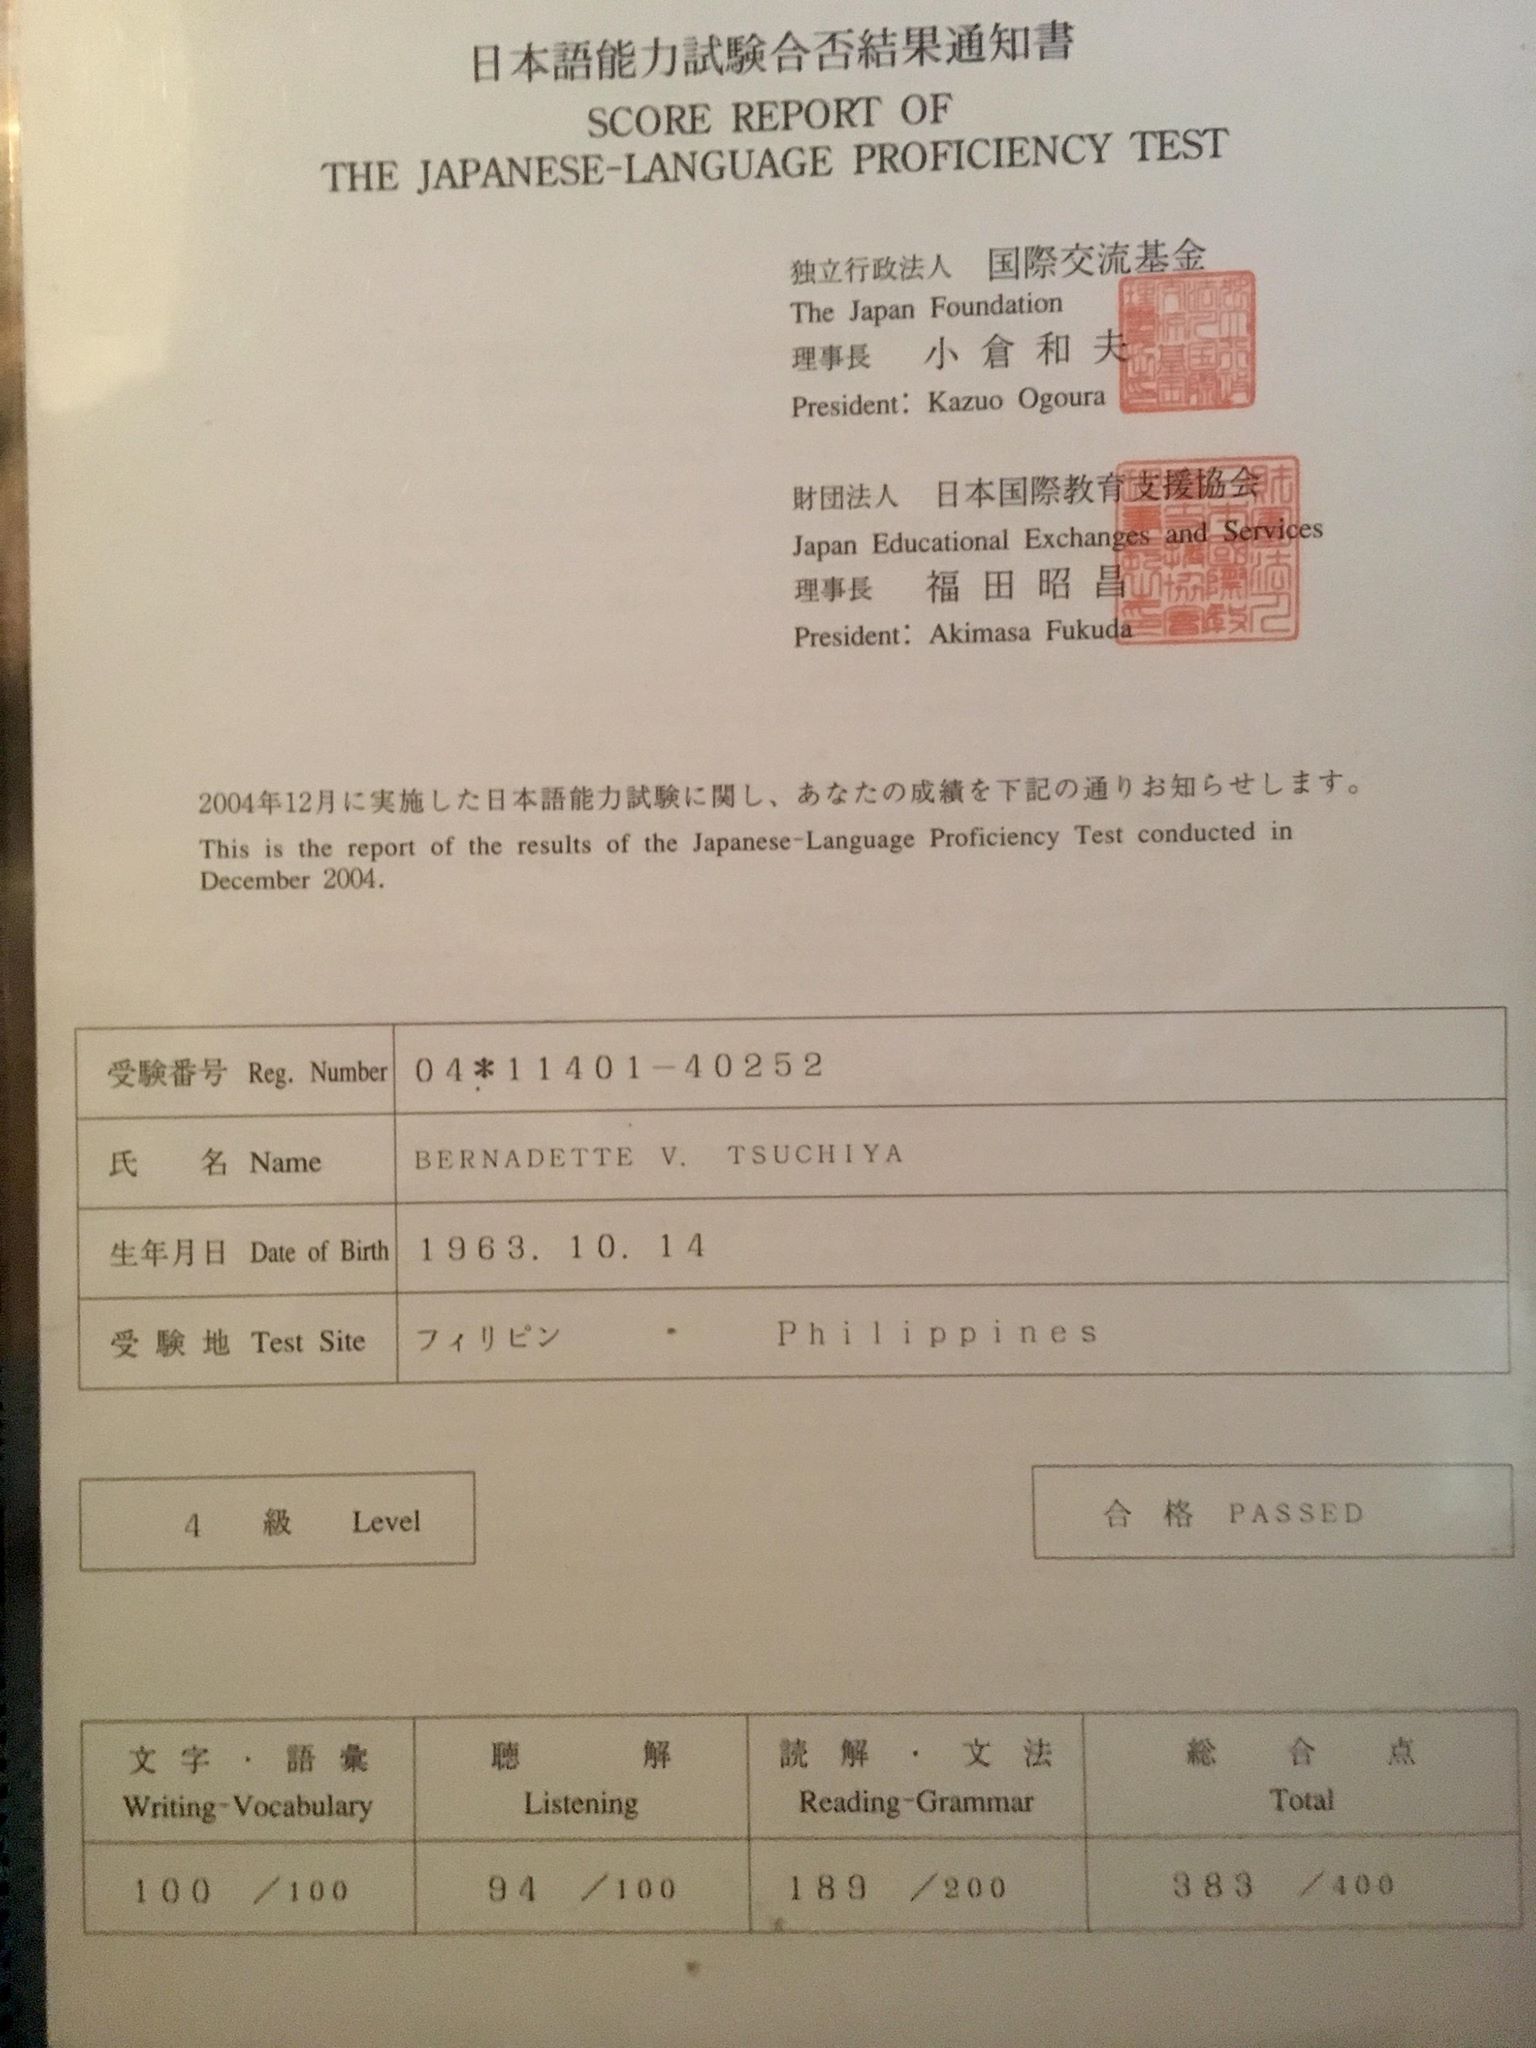 日本語能力試験合否結果通知書
SCORE REPORT OF
THE JAPANESE-LANGUAGE PROFICIENCY TEST
独立行政法人 国際交流基金
The Japan Foundation
理事長 小倉和夫
President: Kazuo Ogoura
財団法人 日本国際教育支援協会
Japan Educational Exchanges and Services
理事長 福田昭昌
President: Akimasa Fukuda
2004年12月に実施した日本語能力試験に関し、あなたの成績を下記の通りお知らせします。
This is the report of the results of the Japanese-Language Proficiency Test conducted in
December 2004.
受験番号 Reg. Number 04*11401-40252
氏名 Name BERNADETTE V. TSUCHIYA
生年月日 Date of Birth 1963.10.14
受験地 Test Site フィリピン Philippines
4 級 Level 合格 PASSED
文字・語彙 聴解 読解・文法 総合点
Writing-Vocabulary Listening Reading-Grammar Total
100 /100 94 /100 189 /200 383 /400